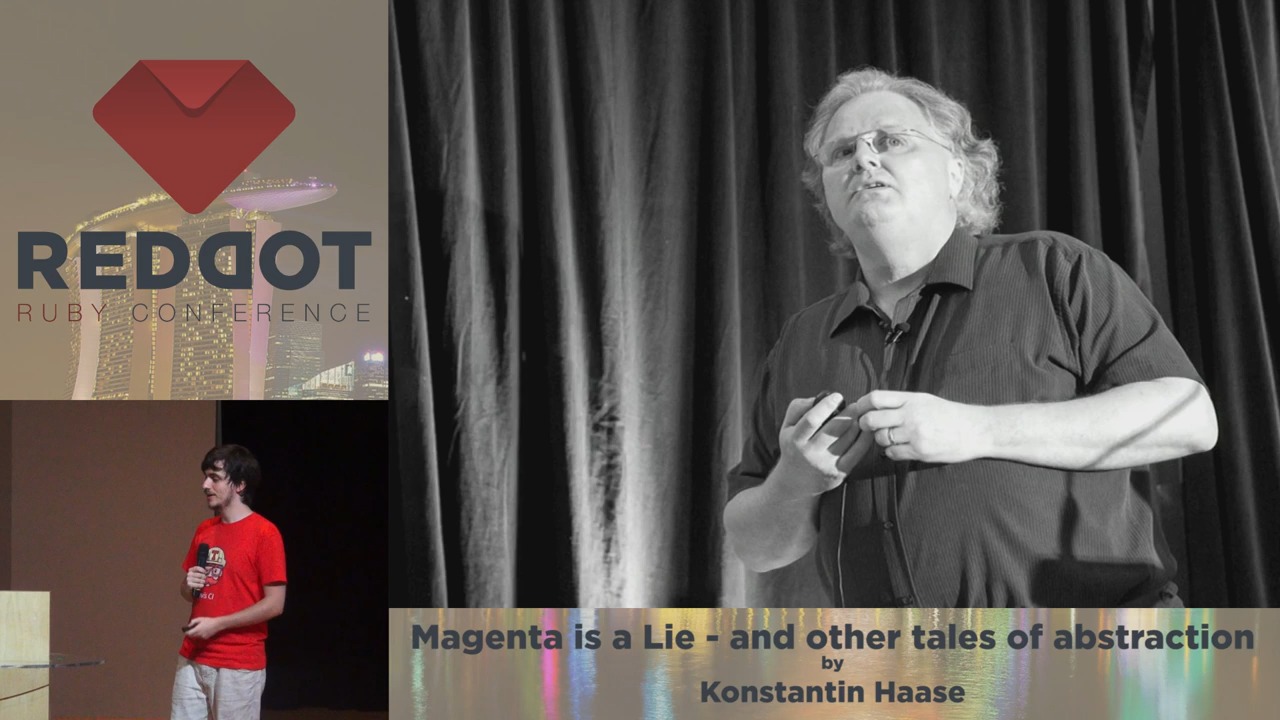 REDDOT
RUBY CONFERENCE
Magenta is a Lie - and other tales of abstraction
by
Konstantin Haase